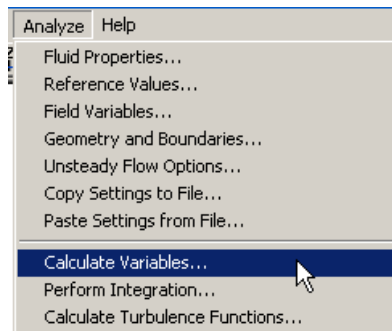 Analyze Help
Fluid Properties...
Reference Values...
Field Variables...
Geometry and Boundaries...
Unsteady Flow Options...
Copy Settings to File...
Paste Settings from File...
Calculate Variables...
Perform Integration...
Calculate Turbulence Functions...